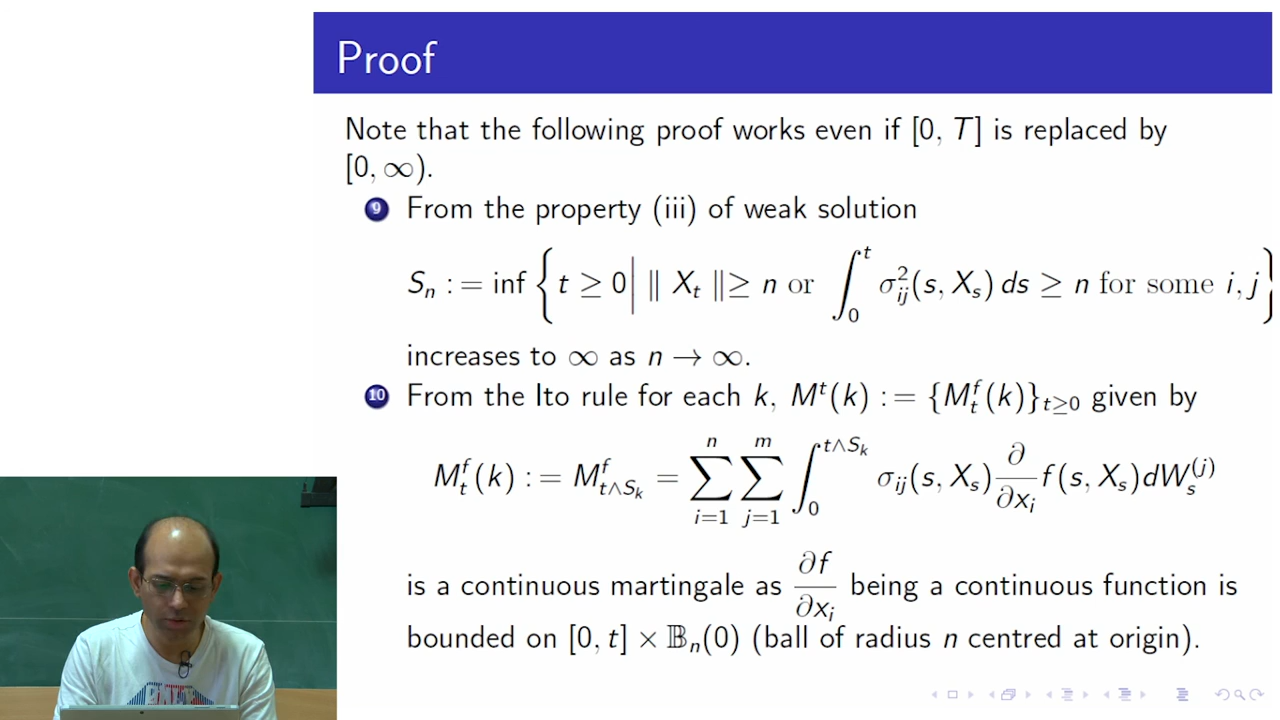 Proof
Note that the following proof works even if [0, T] is replaced by
[0, ∞).
9 From the property (iii) of weak solution
S_n := inf { t ≥ 0 | ‖ X_t ‖≥ n or ∫_0^t σ_{ij}^2(s, X_s) ds ≥ n for some i, j }
increases to ∞ as n → ∞.
10 From the Ito rule for each k, M^t(k) := {M_t^f(k)}_{t≥0} given by
M_t^f(k) := M_{t∧S_k}^f = ∑_{i=1}^n ∑_{j=1}^m ∫_0^{t∧S_k} σ_{ij}(s, X_s) ∂/∂x_i f(s, X_s)dW_s^{(j)}
is a continuous martingale as ∂f/∂x_i being a continuous function is
bounded on [0, t] × 𝔹_n(0) (ball of radius n centred at origin).